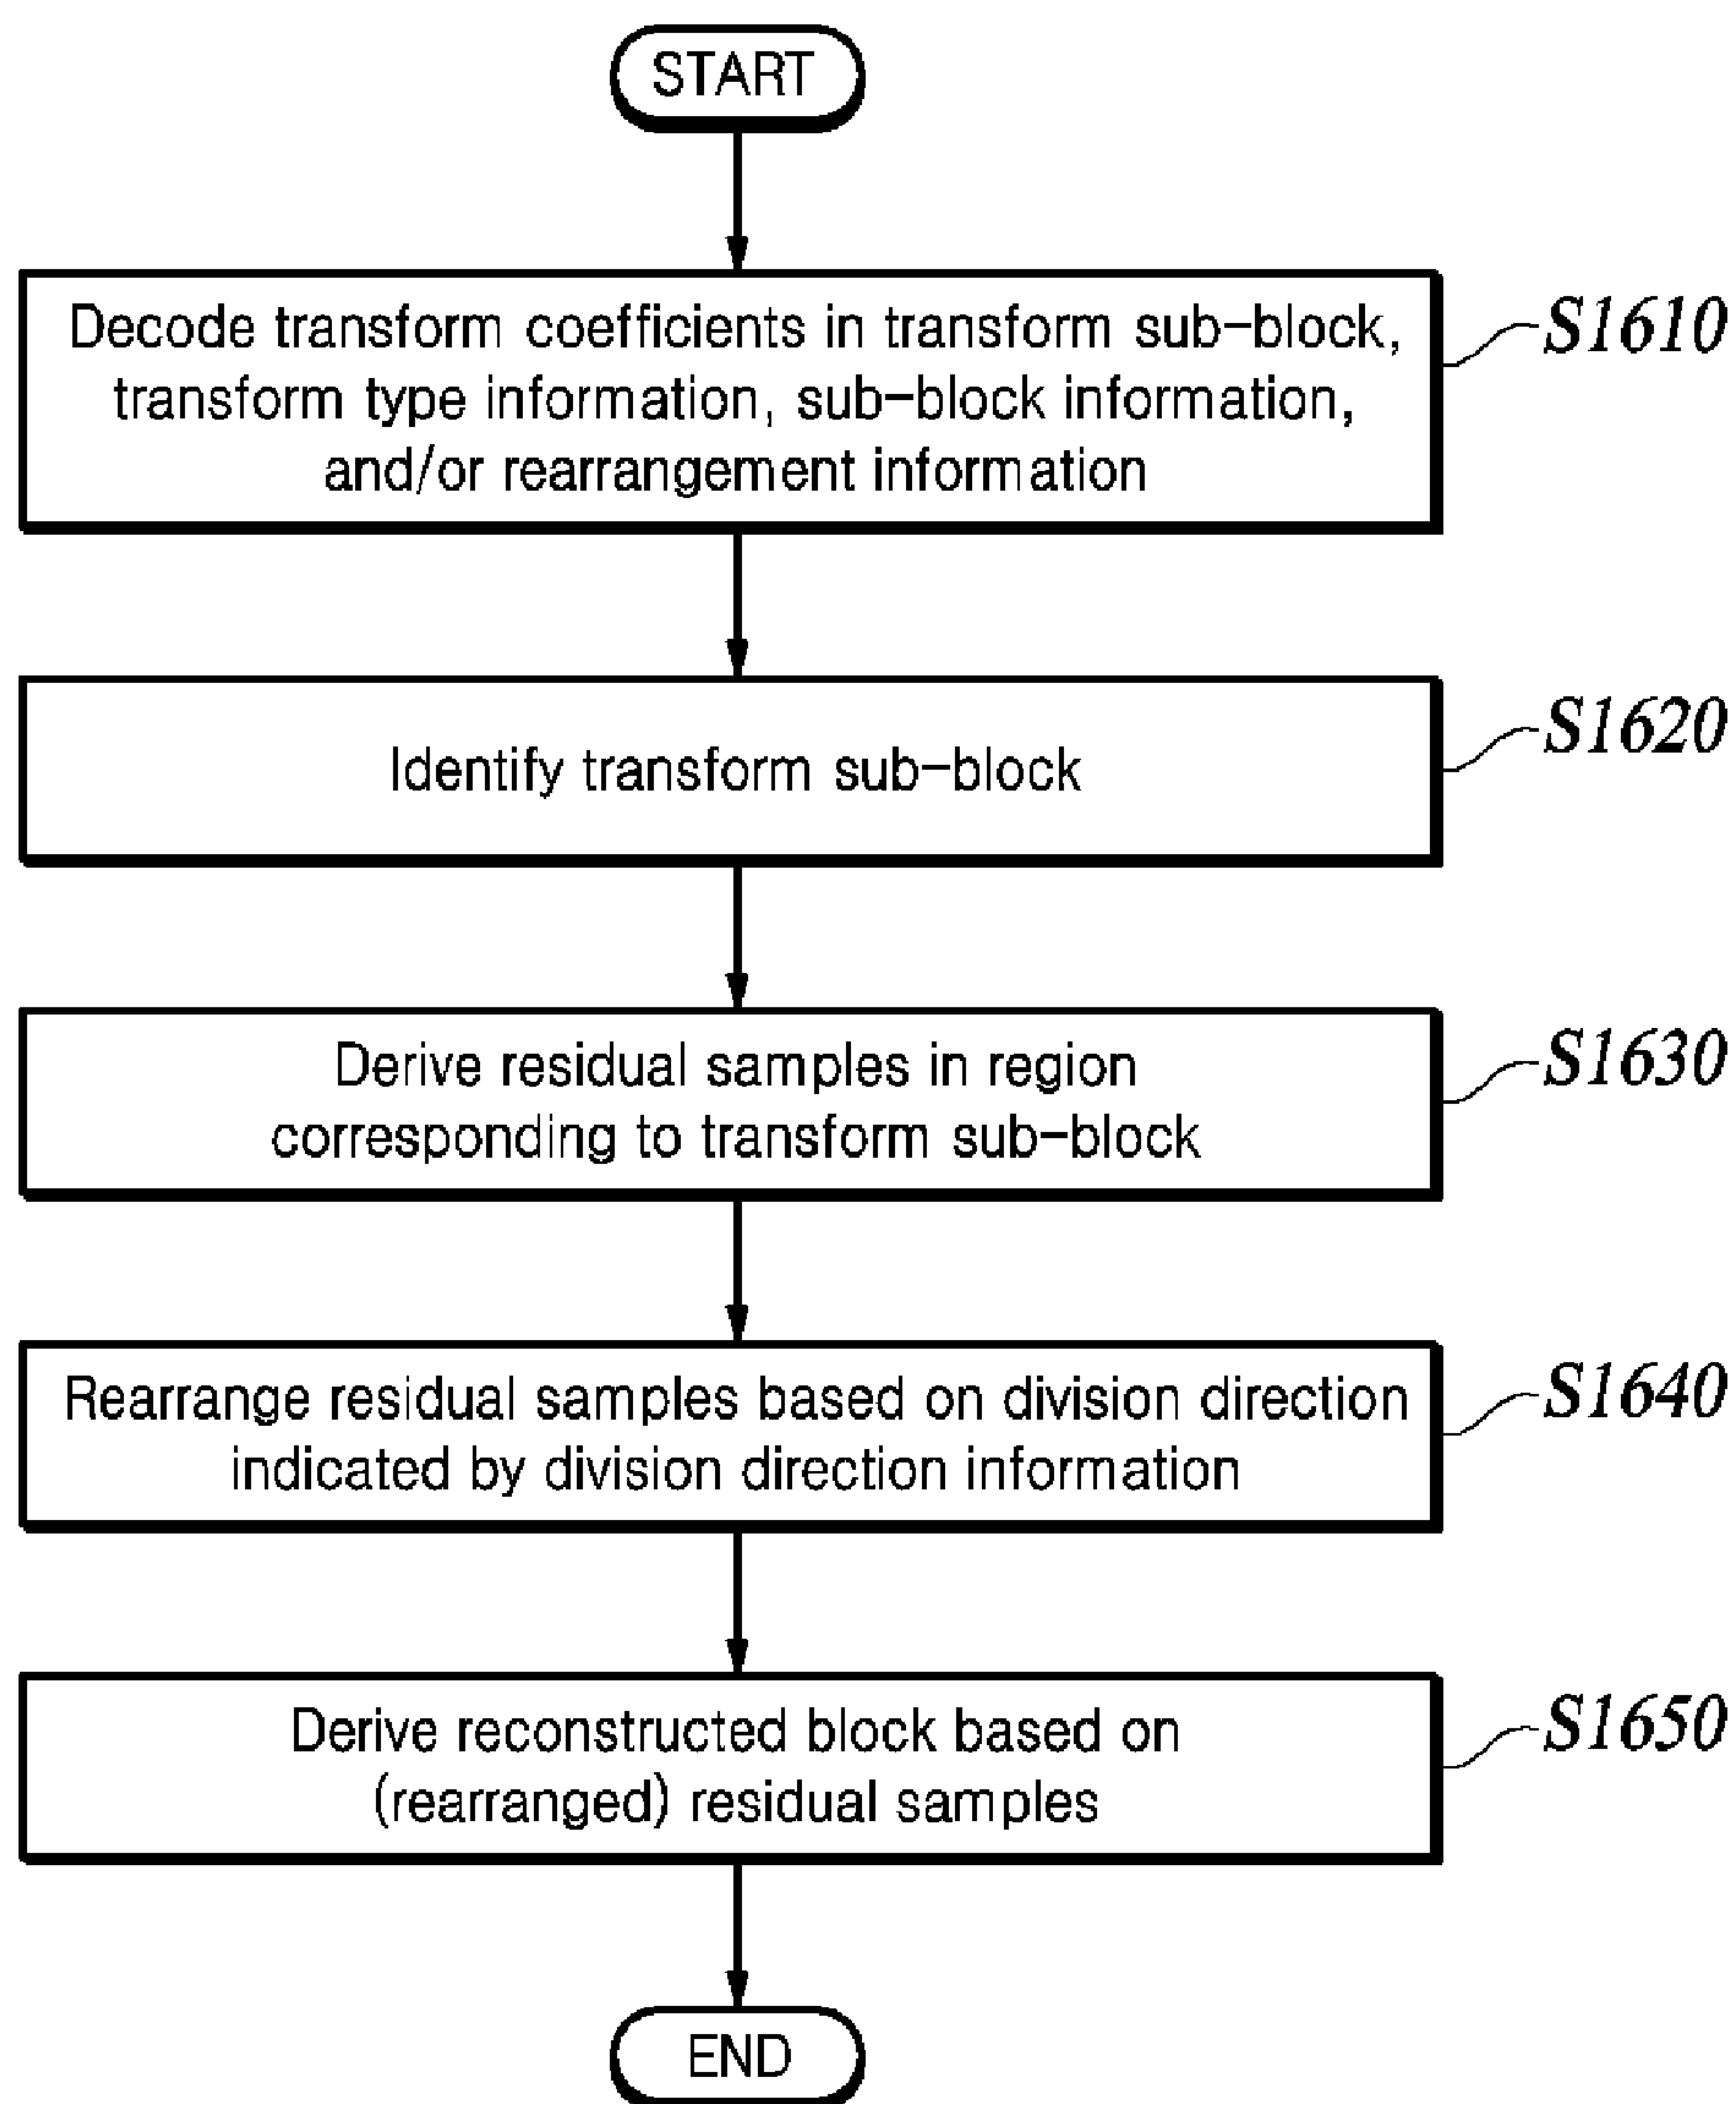 START
Decode transform coefficients in transform sub-block,
transform type information, sub-block information,
and/or rearrangement information
S1610
Identify transform sub-block
S1620
Derive residual samples in region
corresponding to transform sub-block
S1630
Rearrange residual samples based on division direction
indicated by division direction information
S1640
Derive reconstructed block based on
(rearranged) residual samples
S1650
END